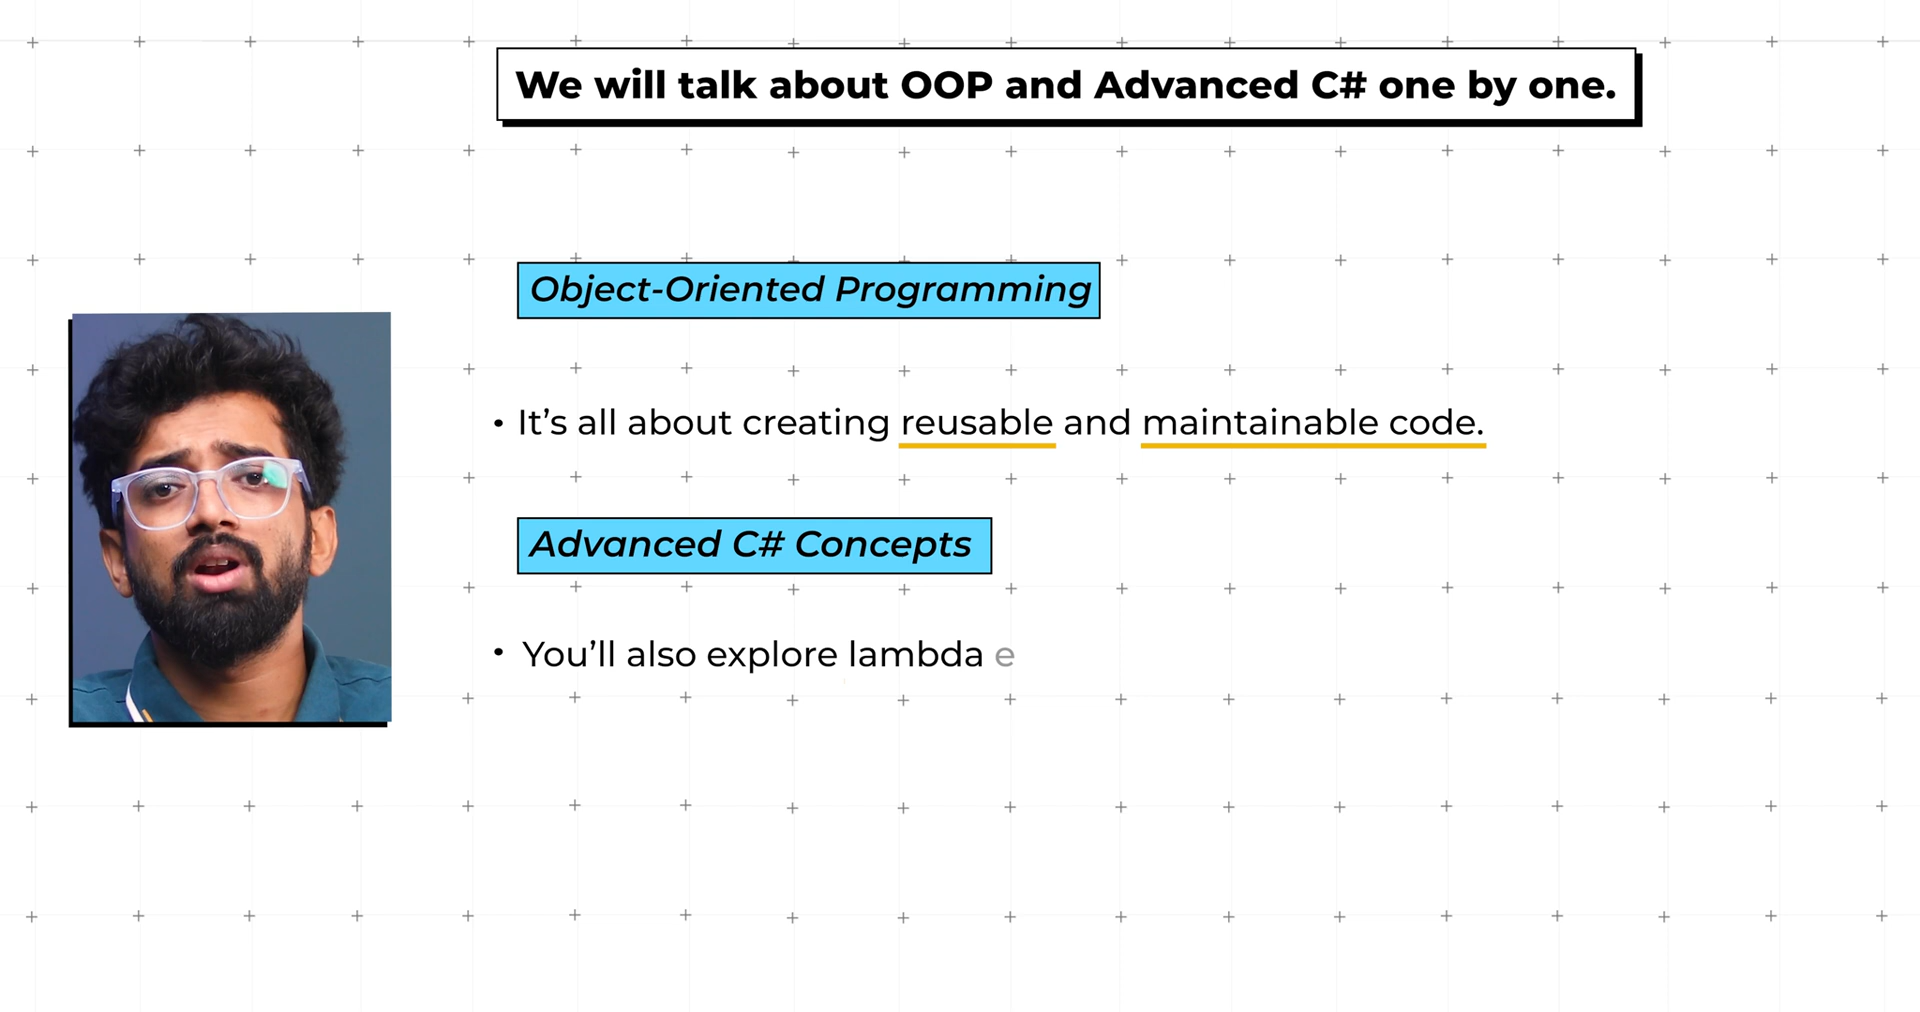 We will talk about OOP and Advanced C# one by one.
Object-Oriented Programming
• It’s all about creating reusable and maintainable code.
Advanced C# Concepts
• You’ll also explore lambda e